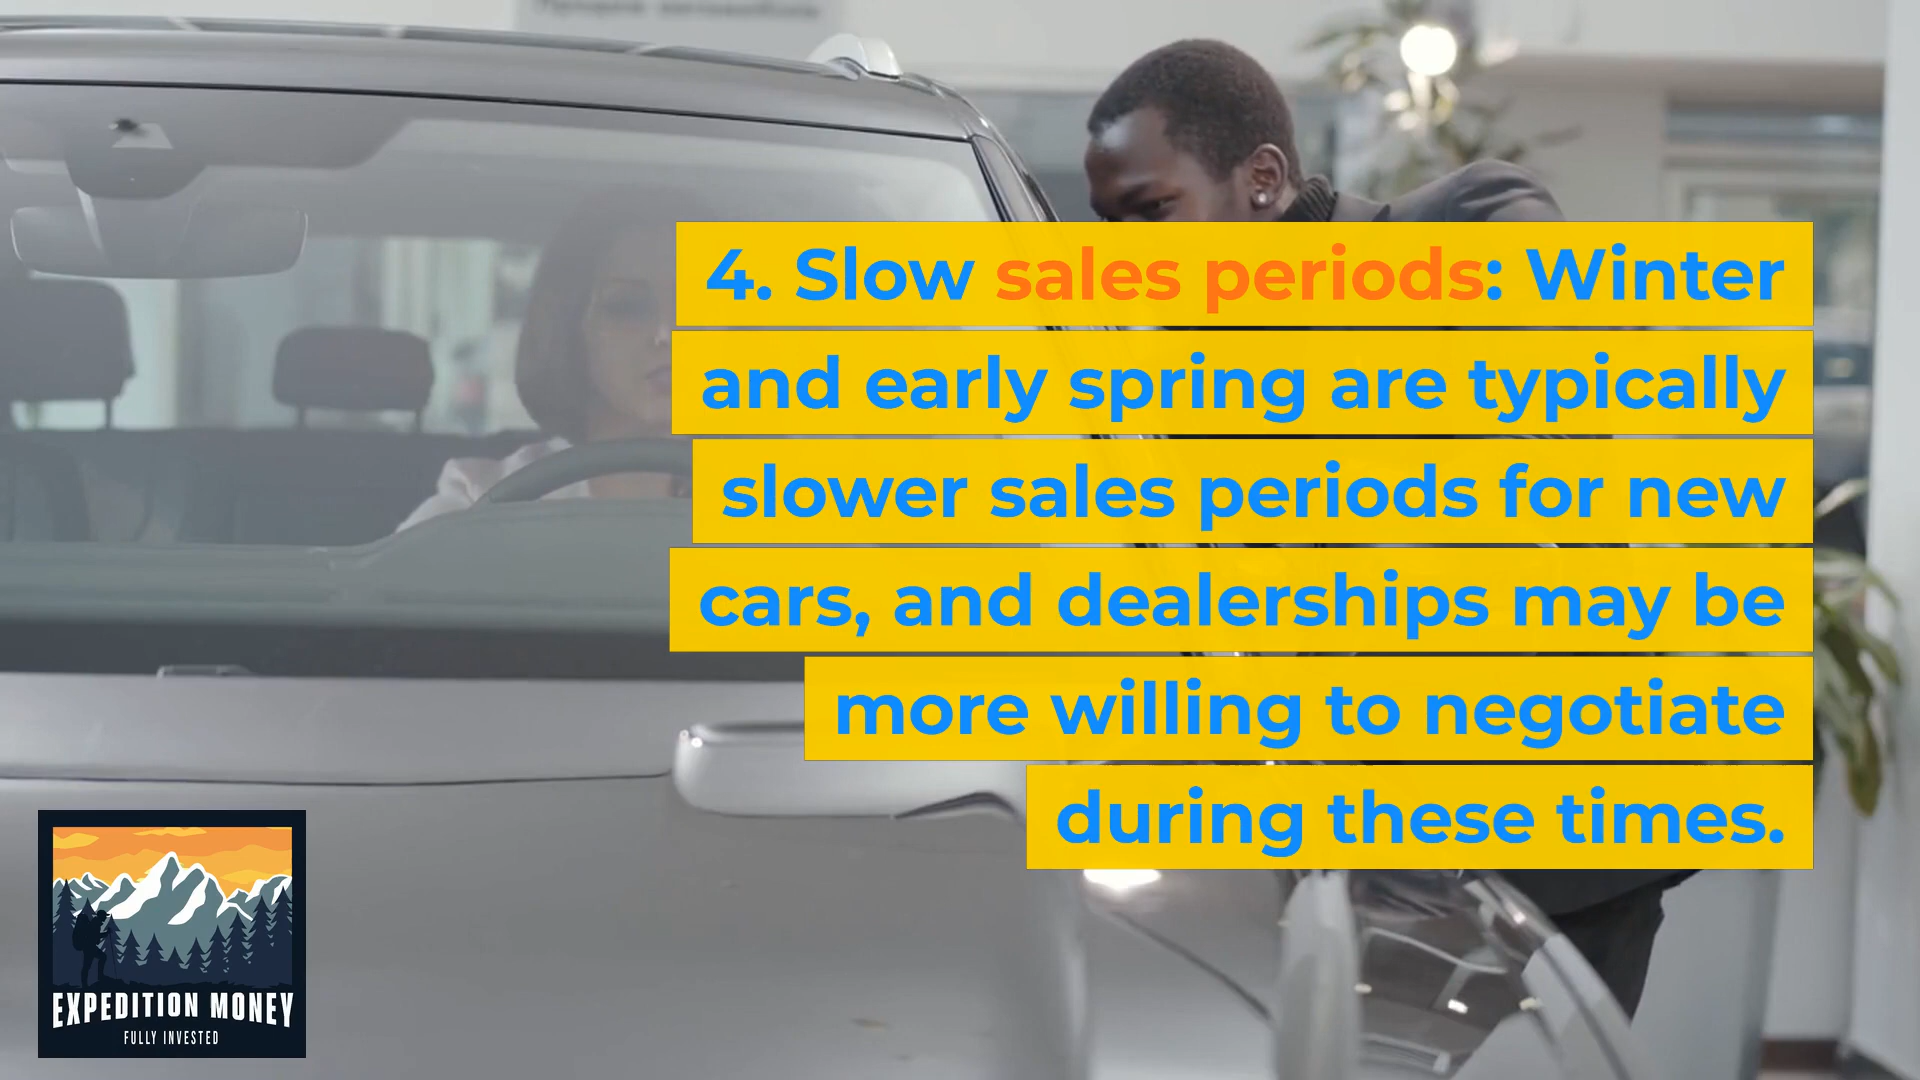 4. Slow sales periods: Winter
and early spring are typically
slower sales periods for new
cars, and dealerships may be
more willing to negotiate
during these times.
EXPEDITION MONEY
FULLY INVESTED